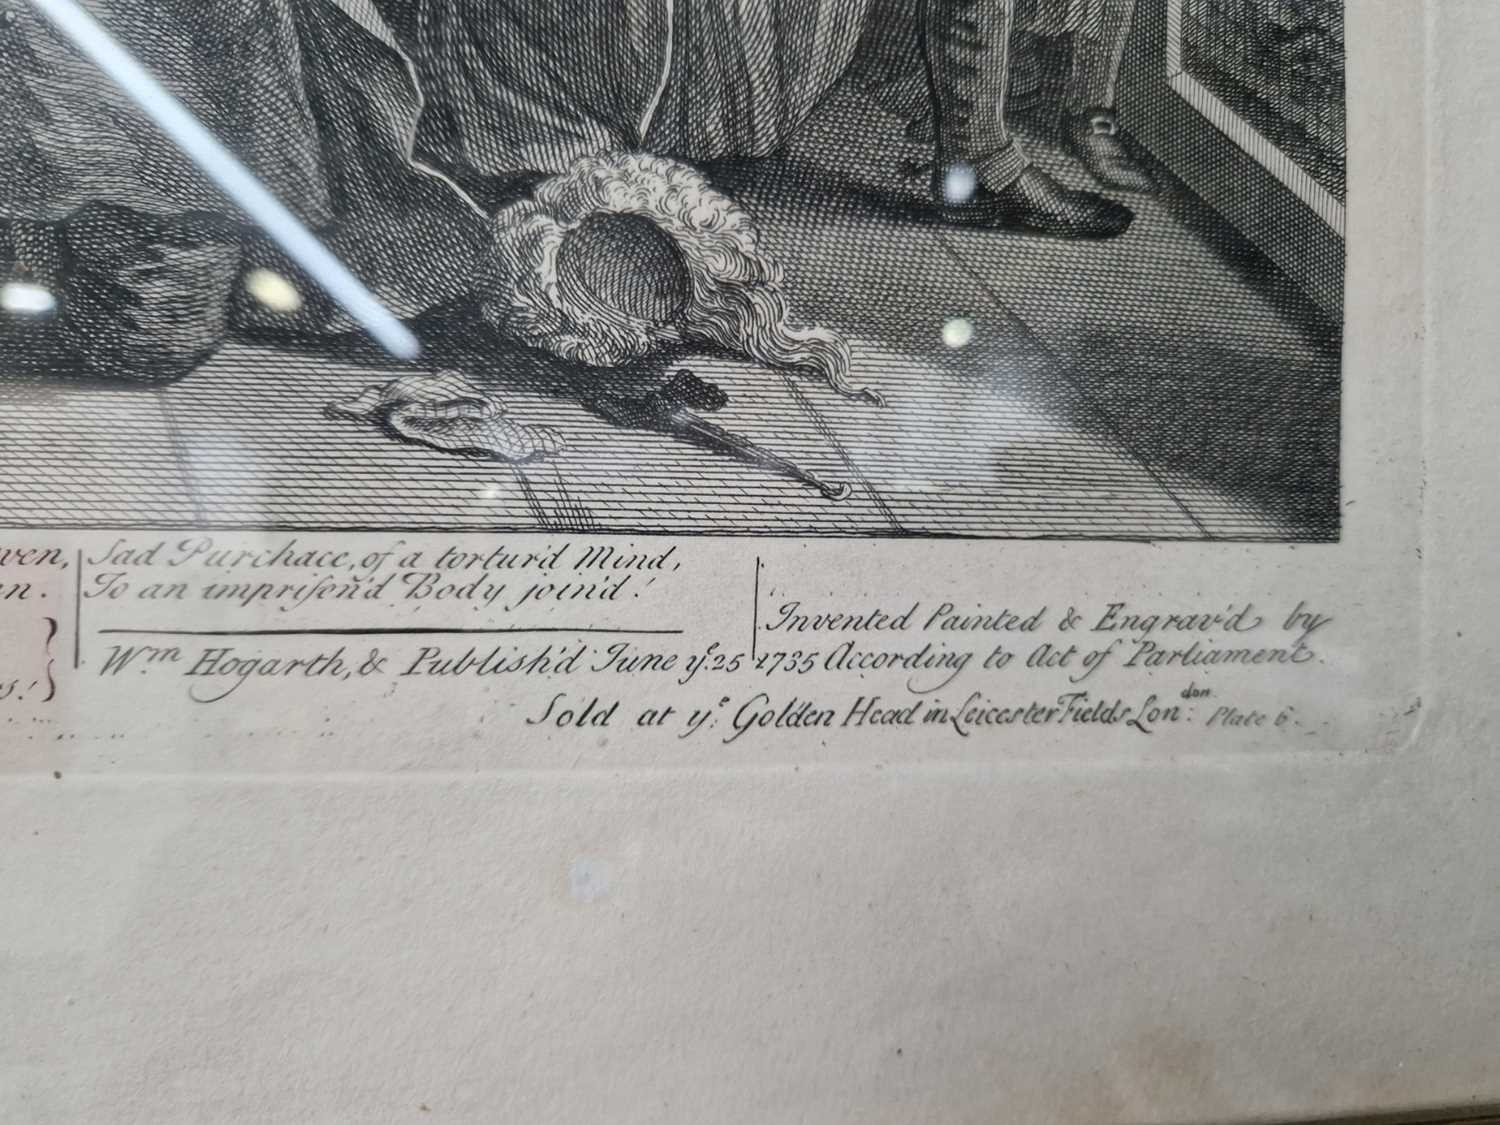 Sad Purchace, of a tortur'd Mind,
To an imprison'd Body join'd!
Invented Painted & Engrav'd by
Wm. Hogarth, & Publish'd June ye. 25 1735 According to Act of Parliament.
Sold at ye. Golden Head in Leicester Fields London. Plate 6.